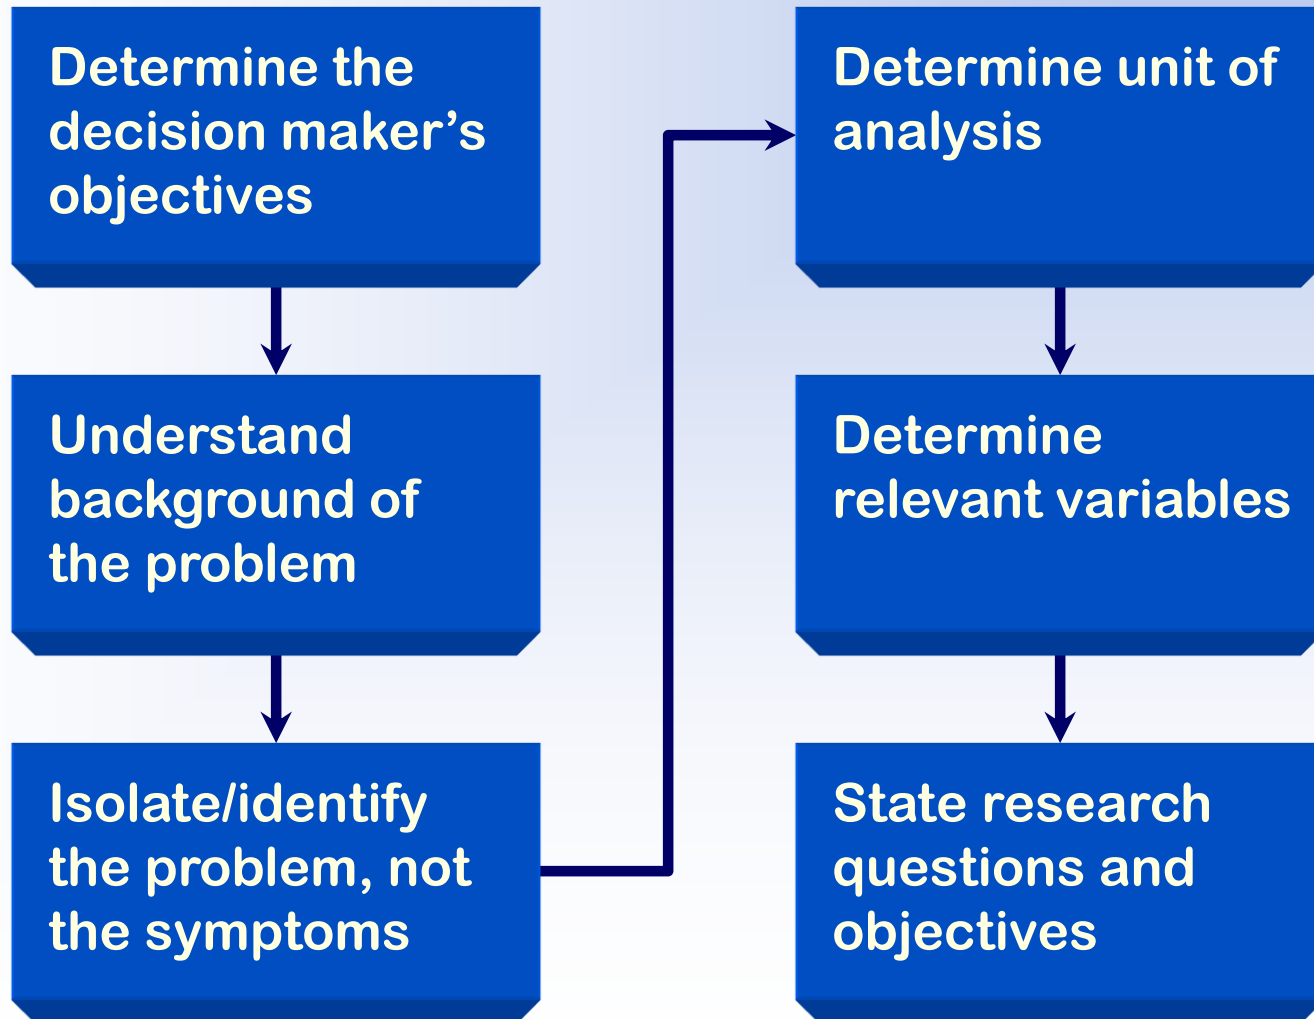 Determine the
decision maker’s
objectives
Understand
background of
the problem
Isolate/identify
the problem, not
the symptoms
Determine unit of
analysis
Determine
relevant variables
State research
questions and
objectives